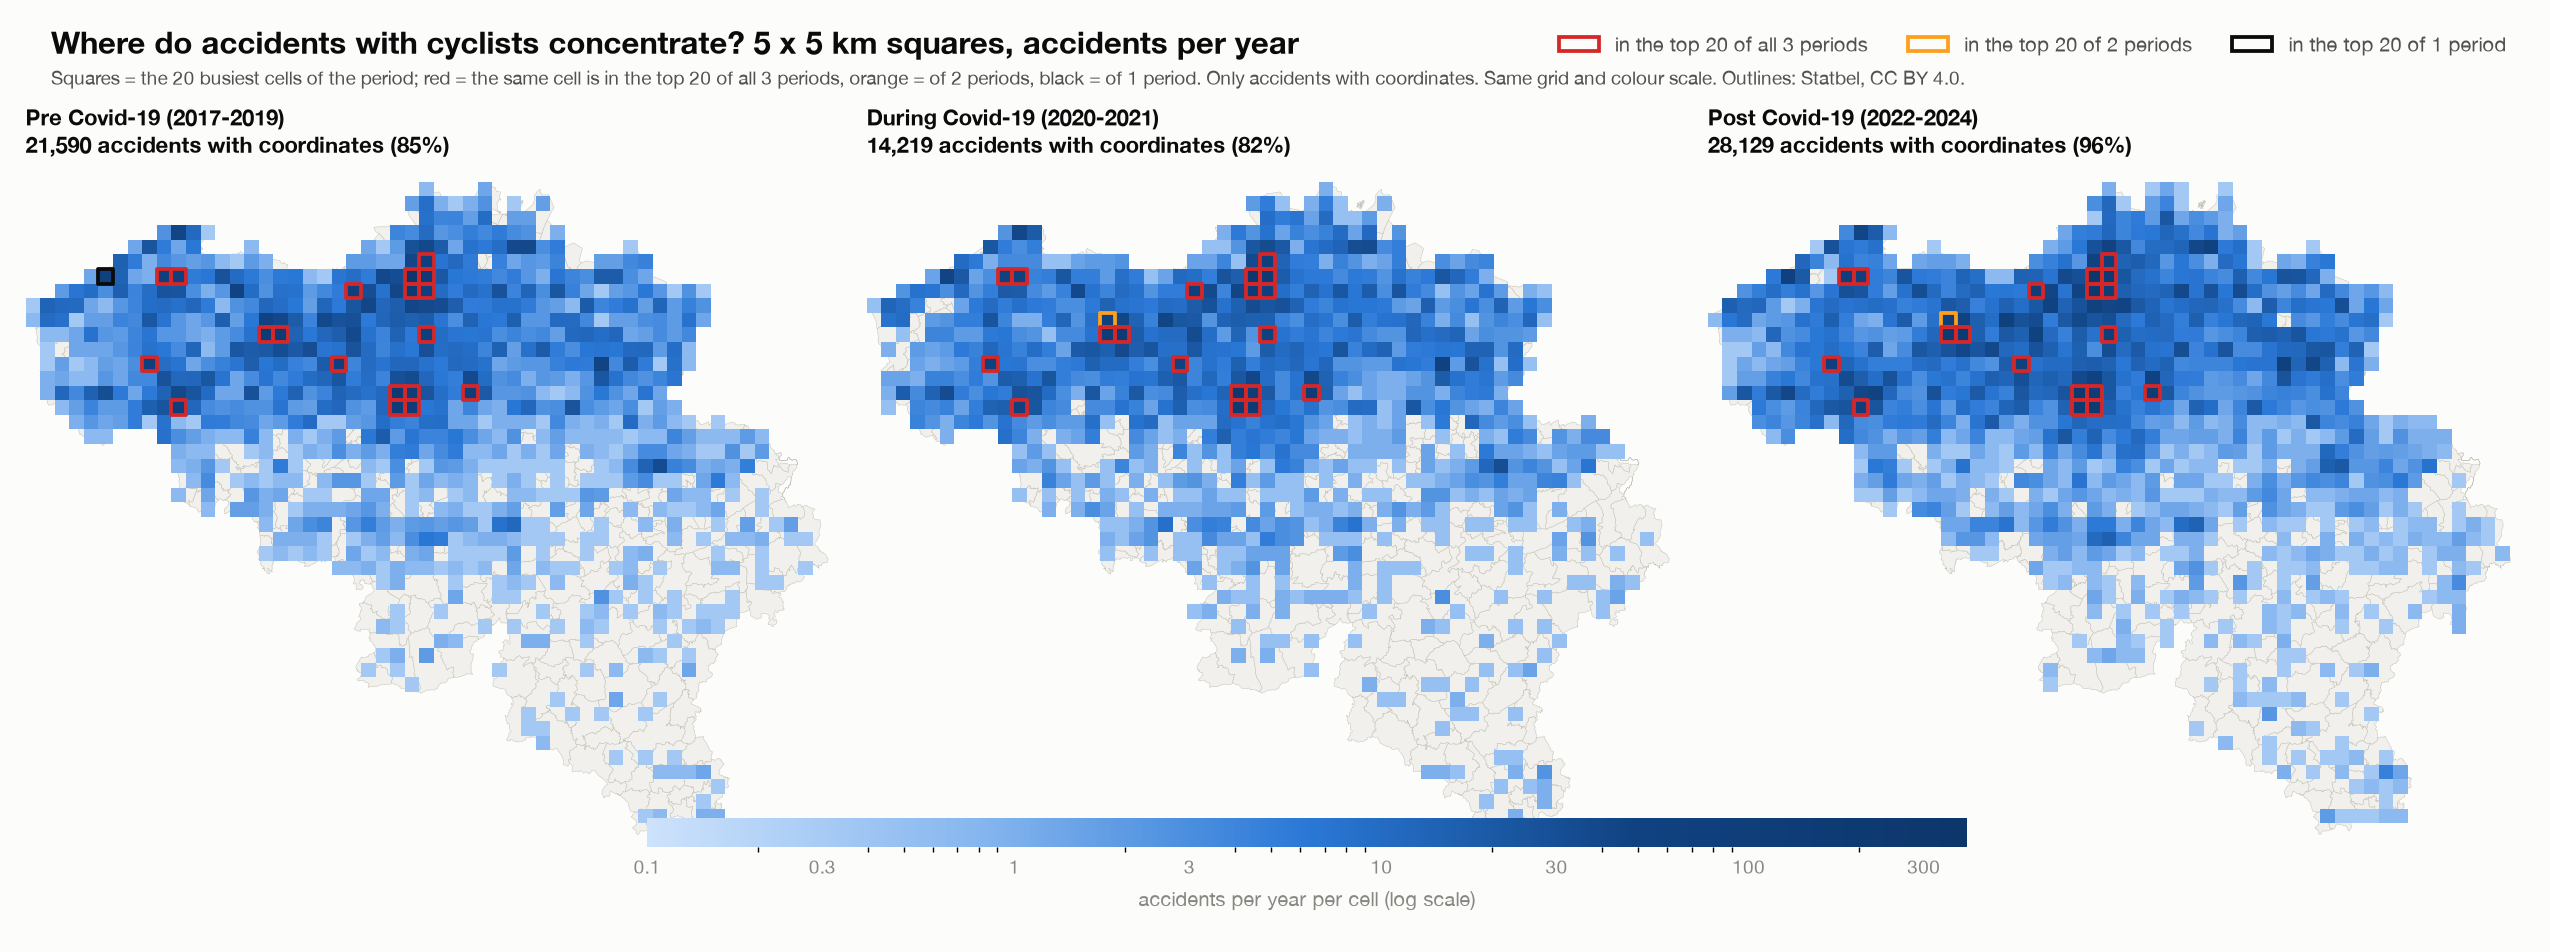 Where do accidents with cyclists concentrate? 5 x 5 km squares, accidents per year
in the top 20 of all 3 periods
in the top 20 of 2 periods
in the top 20 of 1 period
Squares = the 20 busiest cells of the period; red = the same cell is in the top 20 of all 3 periods, orange = of 2 periods, black = of 1 period. Only accidents with coordinates. Same grid and colour scale. Outlines: Statbel, CC BY 4.0.
Pre Covid-19 (2017-2019)
21,590 accidents with coordinates (85%)
During Covid-19 (2020-2021)
14,219 accidents with coordinates (82%)
Post Covid-19 (2022-2024)
28,129 accidents with coordinates (96%)
0.1 0.3 1 3 10 30 100 300
accidents per year per cell (log scale)